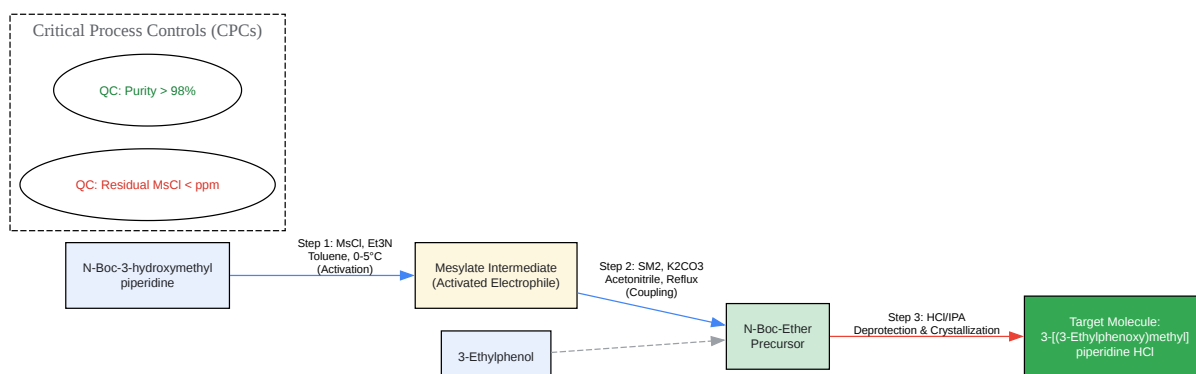 Critical Process Controls (CPCs)
QC: Purity > 98%
QC: Residual MsCl < ppm
N-Boc-3-hydroxymethyl
piperidine
Step 1: MsCl, Et3N
Toluene, 0-5°C
(Activation)
Mesylate Intermediate
(Activated Electrophile)
Step 2: SM2, K2CO3
Acetonitrile, Reflux
(Coupling)
3-Ethylphenol
N-Boc-Ether
Precursor
Step 3: HCl/IPA
Deprotection & Crystallization
Target Molecule:
3-[(3-Ethylphenoxy)methyl]
piperidine HCl